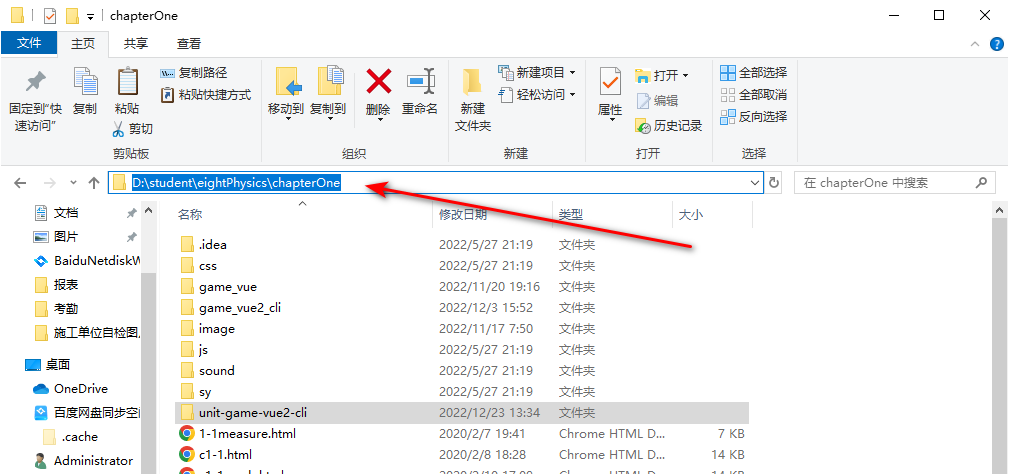 chapterOne
文件 主页 共享 查看
固定到"快速访问"
复制
粘贴
复制路径
粘贴快捷方式
剪切
剪贴板
移动到 复制到 删除 重命名
组织
新建文件夹
新建项目
轻松访问
新建
属性
打开
编辑
历史记录
打开
全部选择
全部取消
反向选择
选择
D:\student\eightPhysics\chapterOne
在 chapterOne 中搜索
文档
图片
BaiduNetdiskW
报表
考勤
施工单位自检图
桌面
OneDrive
百度网盘同步空
.cache
Administrator
名称 修改日期 类型 大小
.idea 2022/5/27 21:19 文件夹
css 2022/5/27 21:19 文件夹
game_vue 2022/11/20 19:16 文件夹
game_vue2_cli 2022/12/3 15:52 文件夹
image 2022/11/17 7:50 文件夹
js 2022/5/27 21:19 文件夹
sound 2022/5/27 21:19 文件夹
sy 2022/5/27 21:19 文件夹
unit-game-vue2-cli 2022/12/23 13:34 文件夹
1-1measure.html 2020/2/7 19:41 Chrome HTML D... 7 KB
c1-1.html 2020/2/8 18:28 Chrome HTML D... 14 KB